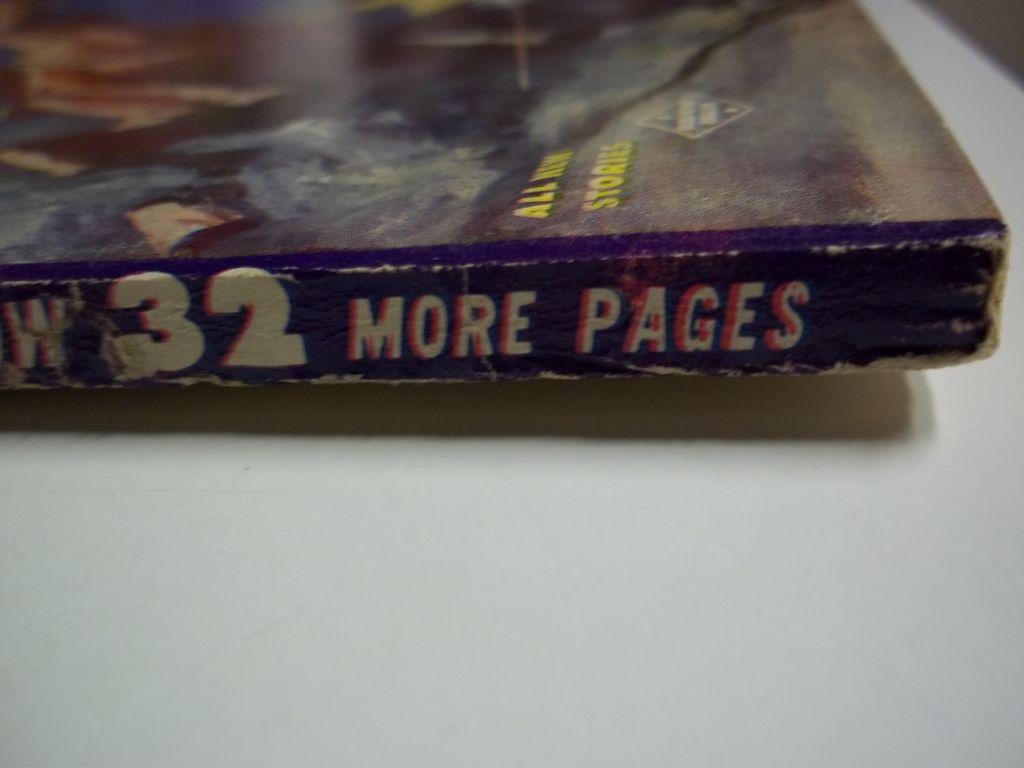 32 MORE PAGES
ALL NEW
STORIES